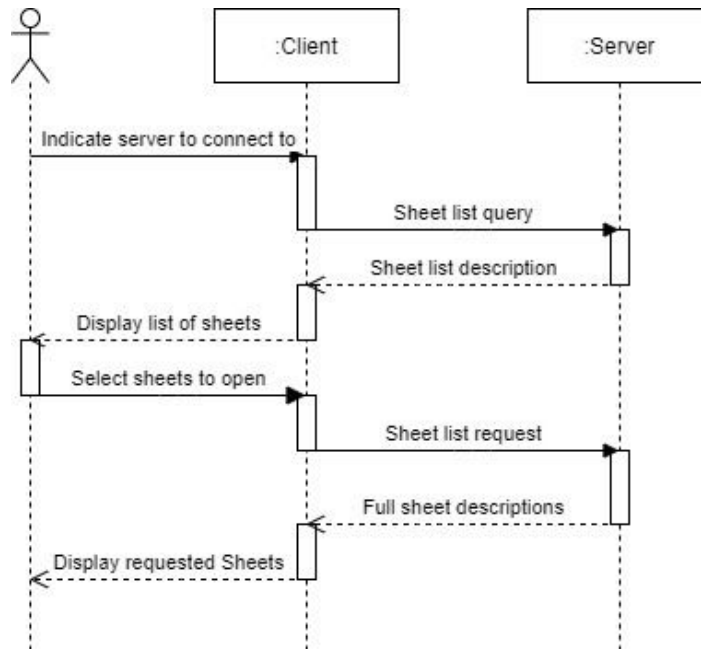 :Client
:Server
Indicate server to connect to
Sheet list query
Sheet list description
Display list of sheets
Select sheets to open
Sheet list request
Full sheet descriptions
Display requested Sheets